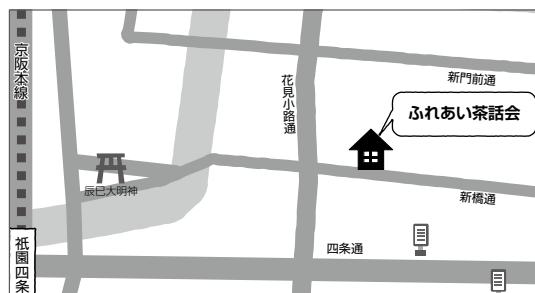 京阪本線
花見小路通
新門前通
ふれあい茶話会
辰巳大明神
新橋通
四条通
祇園四条